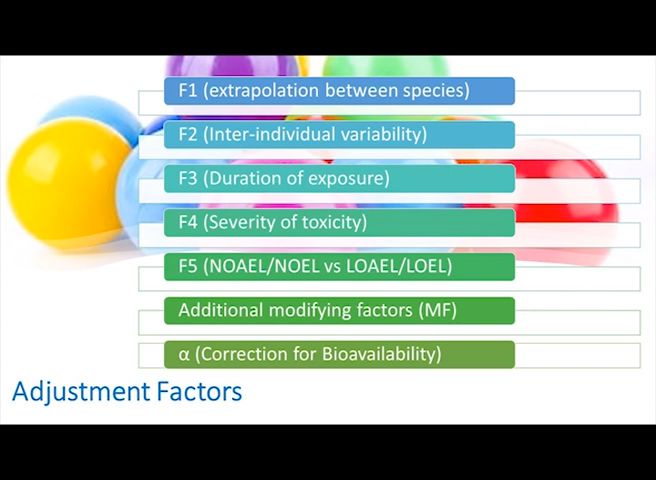 F1 (extrapolation between species)
F2 (Inter-individual variability)
F3 (Duration of exposure)
F4 (Severity of toxicity)
F5 (NOAEL/NOEL vs LOAEL/LOEL)
Additional modifying factors (MF)
α (Correction for Bioavailability)
Adjustment Factors